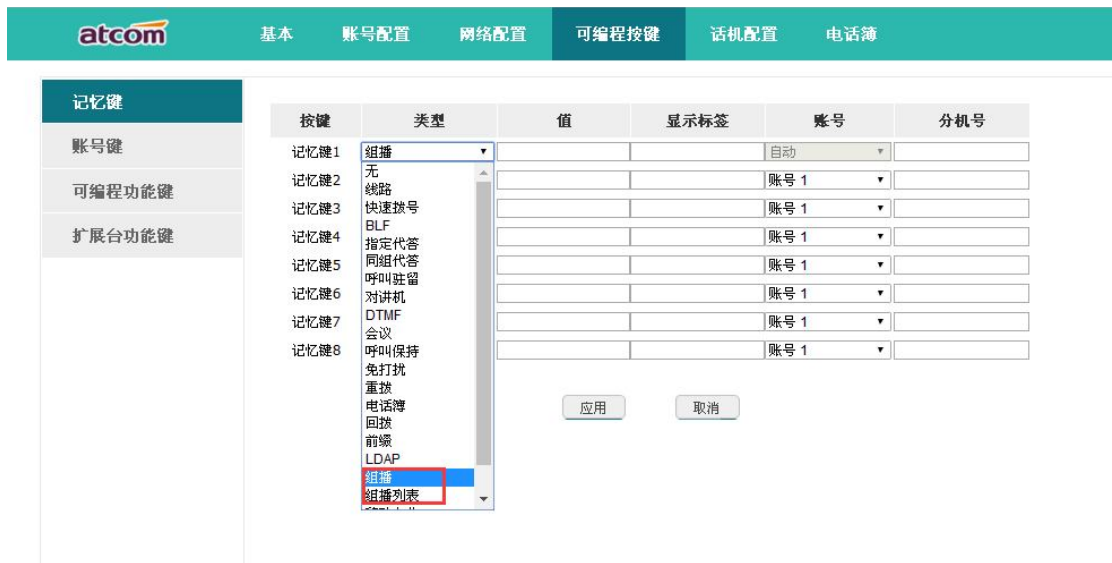 atcom 基本 账号配置 网络配置 可编程按键 话机配置 电话簿
记忆键
账号键
可编程功能键
扩展台功能键
按键 类型 值 显示标签 账号 分机号
记忆键1 组播 自动
记忆键2 账号 1
记忆键3 账号 1
记忆键4 账号 1
记忆键5 账号 1
记忆键6 账号 1
记忆键7 账号 1
记忆键8 账号 1
无
线路
快速拨号
BLF
指定代答
同组代答
呼叫驻留
对讲机
DTMF
会议
呼叫保持
免打扰
重拨
电话簿
回拨
前缀
LDAP
组播
组播列表
应用 取消